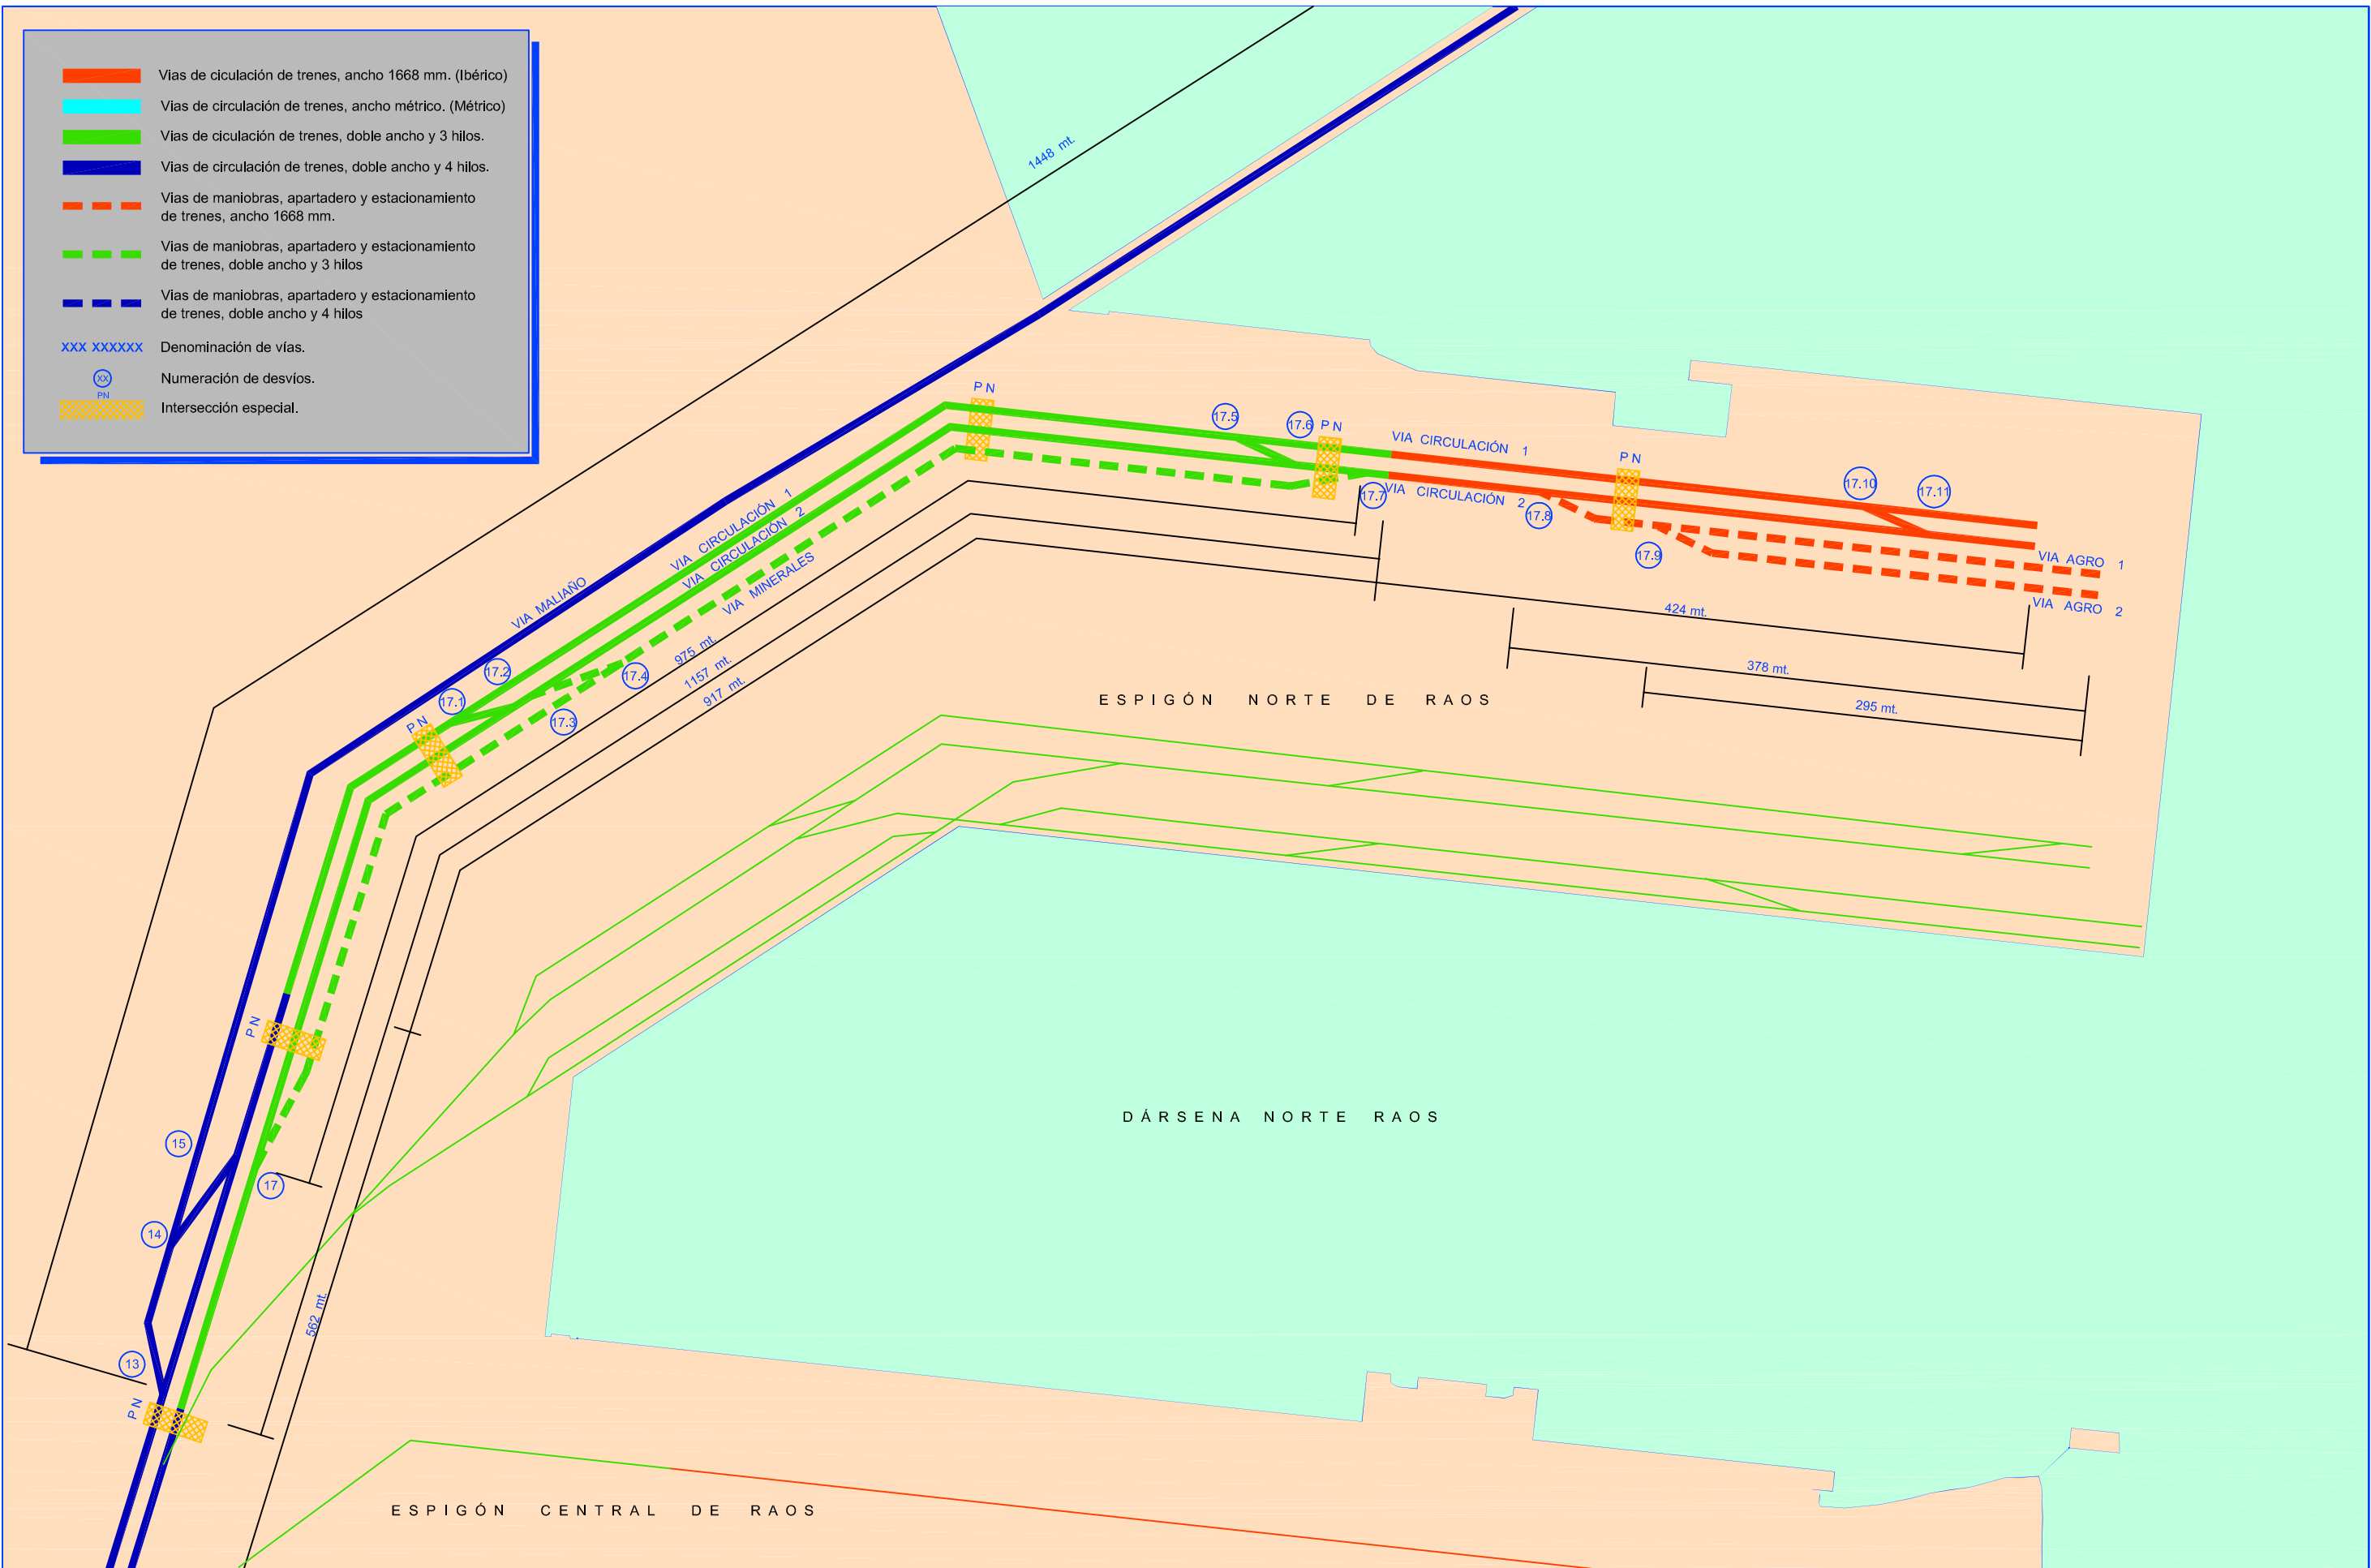 Vias de ciculación de trenes, ancho 1668 mm. (Ibérico)
Vias de circulación de trenes, ancho métrico. (Métrico)
Vias de ciculación de trenes, doble ancho y 3 hilos.
Vias de circulación de trenes, doble ancho y 4 hilos.
Vias de maniobras, apartadero y estacionamiento
de trenes, ancho 1668 mm.
Vias de maniobras, apartadero y estacionamiento
de trenes, doble ancho y 3 hilos
Vias de maniobras, apartadero y estacionamiento
de trenes, doble ancho y 4 hilos
XXX XXXXXX Denominación de vías.
XX Numeración de desvíos.
PN
Intersección especial.
1448 mt.
PN
17.5
17.6
PN
VIA CIRCULACIÓN 1
PN
17.10
17.11
17.7
VIA CIRCULACIÓN 2
17.8
17.9
VIA AGRO 1
VIA AGRO 2
VIA CIRCULACIÓN 1
VIA CIRCULACIÓN 2
VIA MINERALES
VIA MALIAÑO
424 mt.
378 mt.
295 mt.
975 mt.
1157 mt.
917 mt.
17.2
17.1
17.4
17.3
PN
ESPIGÓN NORTE DE RAOS
PN
DÁRSENA NORTE RAOS
15
17
14
562 mt.
13
PN
ESPIGÓN CENTRAL DE RAOS